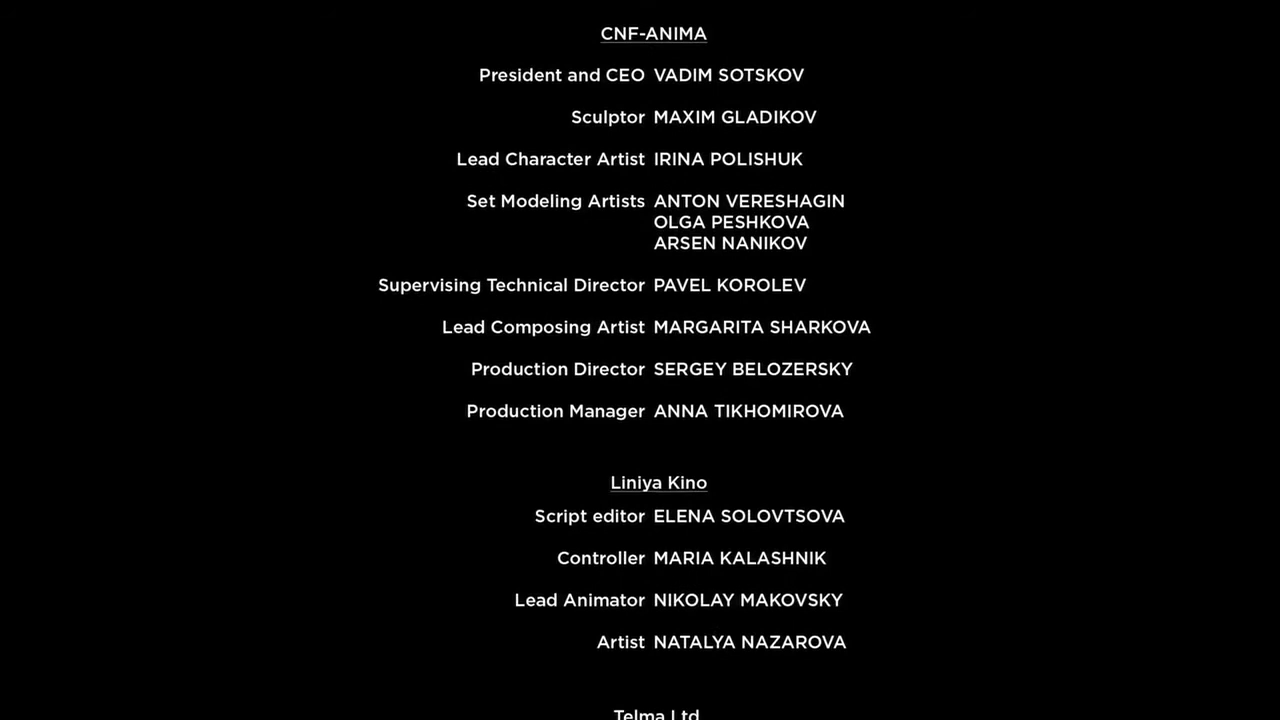 CNF-ANIMA
President and CEO VADIM SOTSKOV
Sculptor MAXIM GLADIKOV
Lead Character Artist IRINA POLISHUK
Set Modeling Artists ANTON VERESHAGIN
OLGA PESHKOVA
ARSEN NANIKOV
Supervising Technical Director PAVEL KOROLEV
Lead Composing Artist MARGARITA SHARKOVA
Production Director SERGEY BELOZERSKY
Production Manager ANNA TIKHOMIROVA
Liniya Kino
Script editor ELENA SOLOVTSOVA
Controller MARIA KALASHNIK
Lead Animator NIKOLAY MAKOVSKY
Artist NATALYA NAZAROVA
Telma Ltd